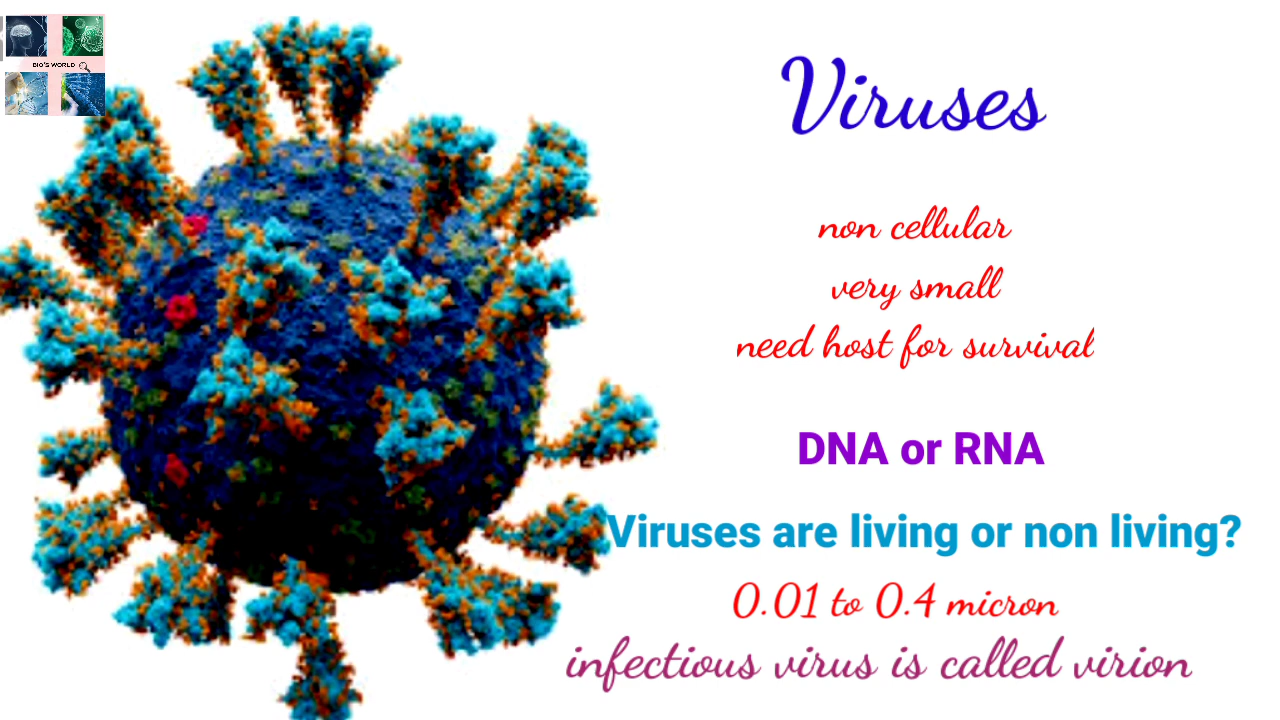 BIO'S WORLD
Viruses
non cellular
very small
need host for survival
DNA or RNA
Viruses are living or non living?
0.01 to 0.4 micron
infectious virus is called virion